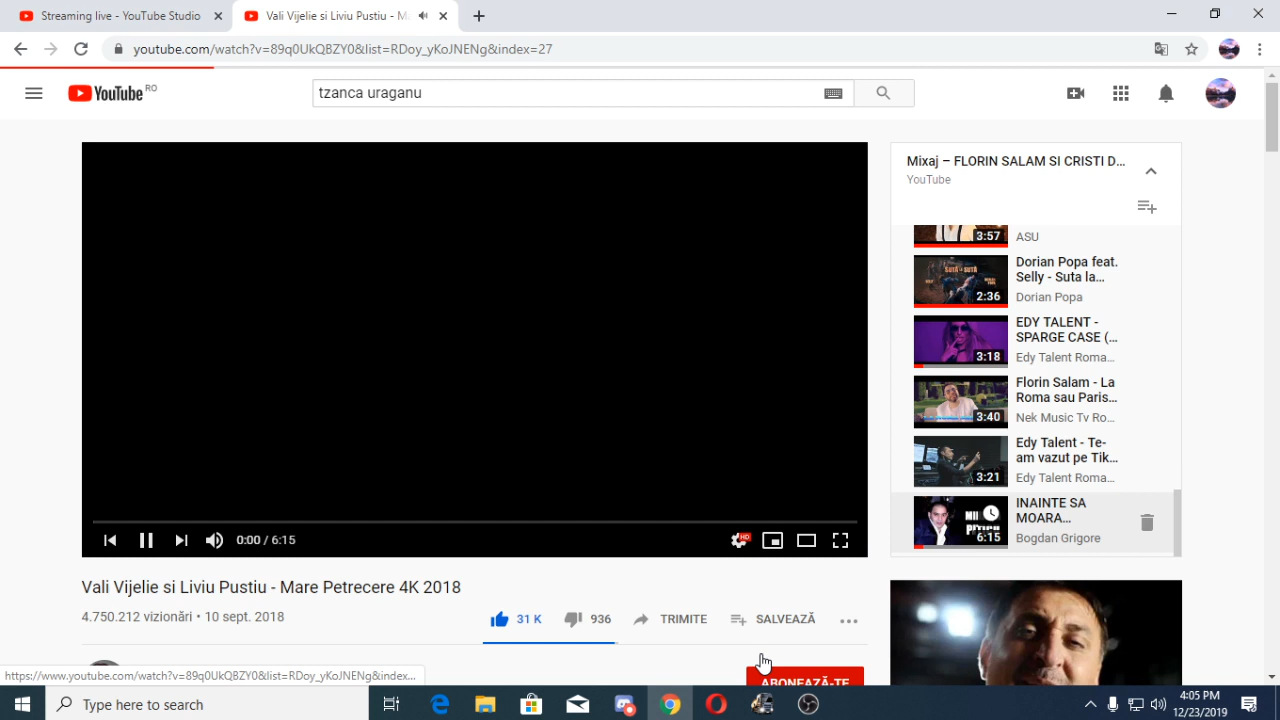 Streaming live - YouTube Studio
Vali Vijelie si Liviu Pustiu - Ma
youtube.com/watch?v=89q0UkQBZY0&list=RDoy_yKoJNENg&index=27
YouTube RO
tzanca uraganu
Mixaj – FLORIN SALAM SI CRISTI D...
YouTube
3:57
ASU
SUTĂ LA SUTĂ
2:36
Dorian Popa feat.
Selly - Suta la...
Dorian Popa
3:18
EDY TALENT -
SPARGE CASE (...
Edy Talent Roma...
3:40
Florin Salam - La
Roma sau Paris...
Nek Music Tv Ro...
3:21
Edy Talent - Te-
am vazut pe Tik...
Edy Talent Roma...
6:15
INAINTE SA
MOARA...
Bogdan Grigore
0:00 / 6:15
HD
Vali Vijelie si Liviu Pustiu - Mare Petrecere 4K 2018
4.750.212 vizionări • 10 sept. 2018
31 K
936
TRIMITE
SALVEAZĂ
ABONEAZĂ-TE
https://www.youtube.com/watch?v=89q0UkQBZY0&list=RDoy_yKoJNENg&index...
Type here to search
4:05 PM
12/23/2019